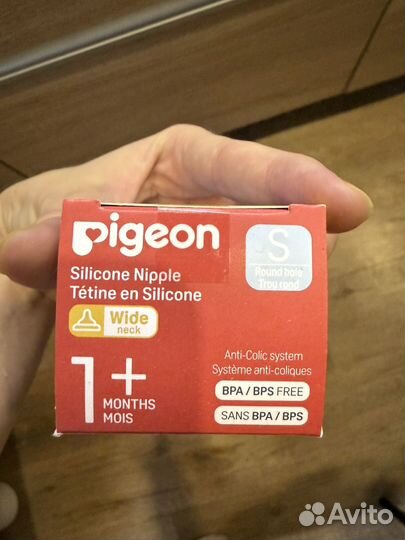 pigeon
S
Round hole
Trou rond
Silicone Nipple
Tétine en Silicone
Wide
neck
1+
MONTHS
MOIS
Anti-Colic system
Système anti-coliques
BPA / BPS FREE
SANS BPA / BPS
Avito